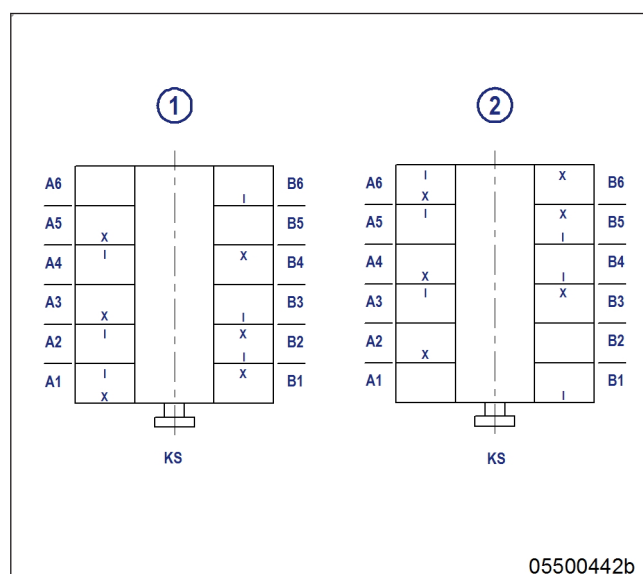 1
A6 B6
I
A5 B5
X
I X
A4 B4
A3 B3
X I
I X
A2 B2
I
I X
A1 B1
X
KS
2
I X
A6 B6
X
I X
A5 B5
I
A4 B4
X I
I X
A3 B3
A2 B2
X
A1 B1
I
KS
05500442b